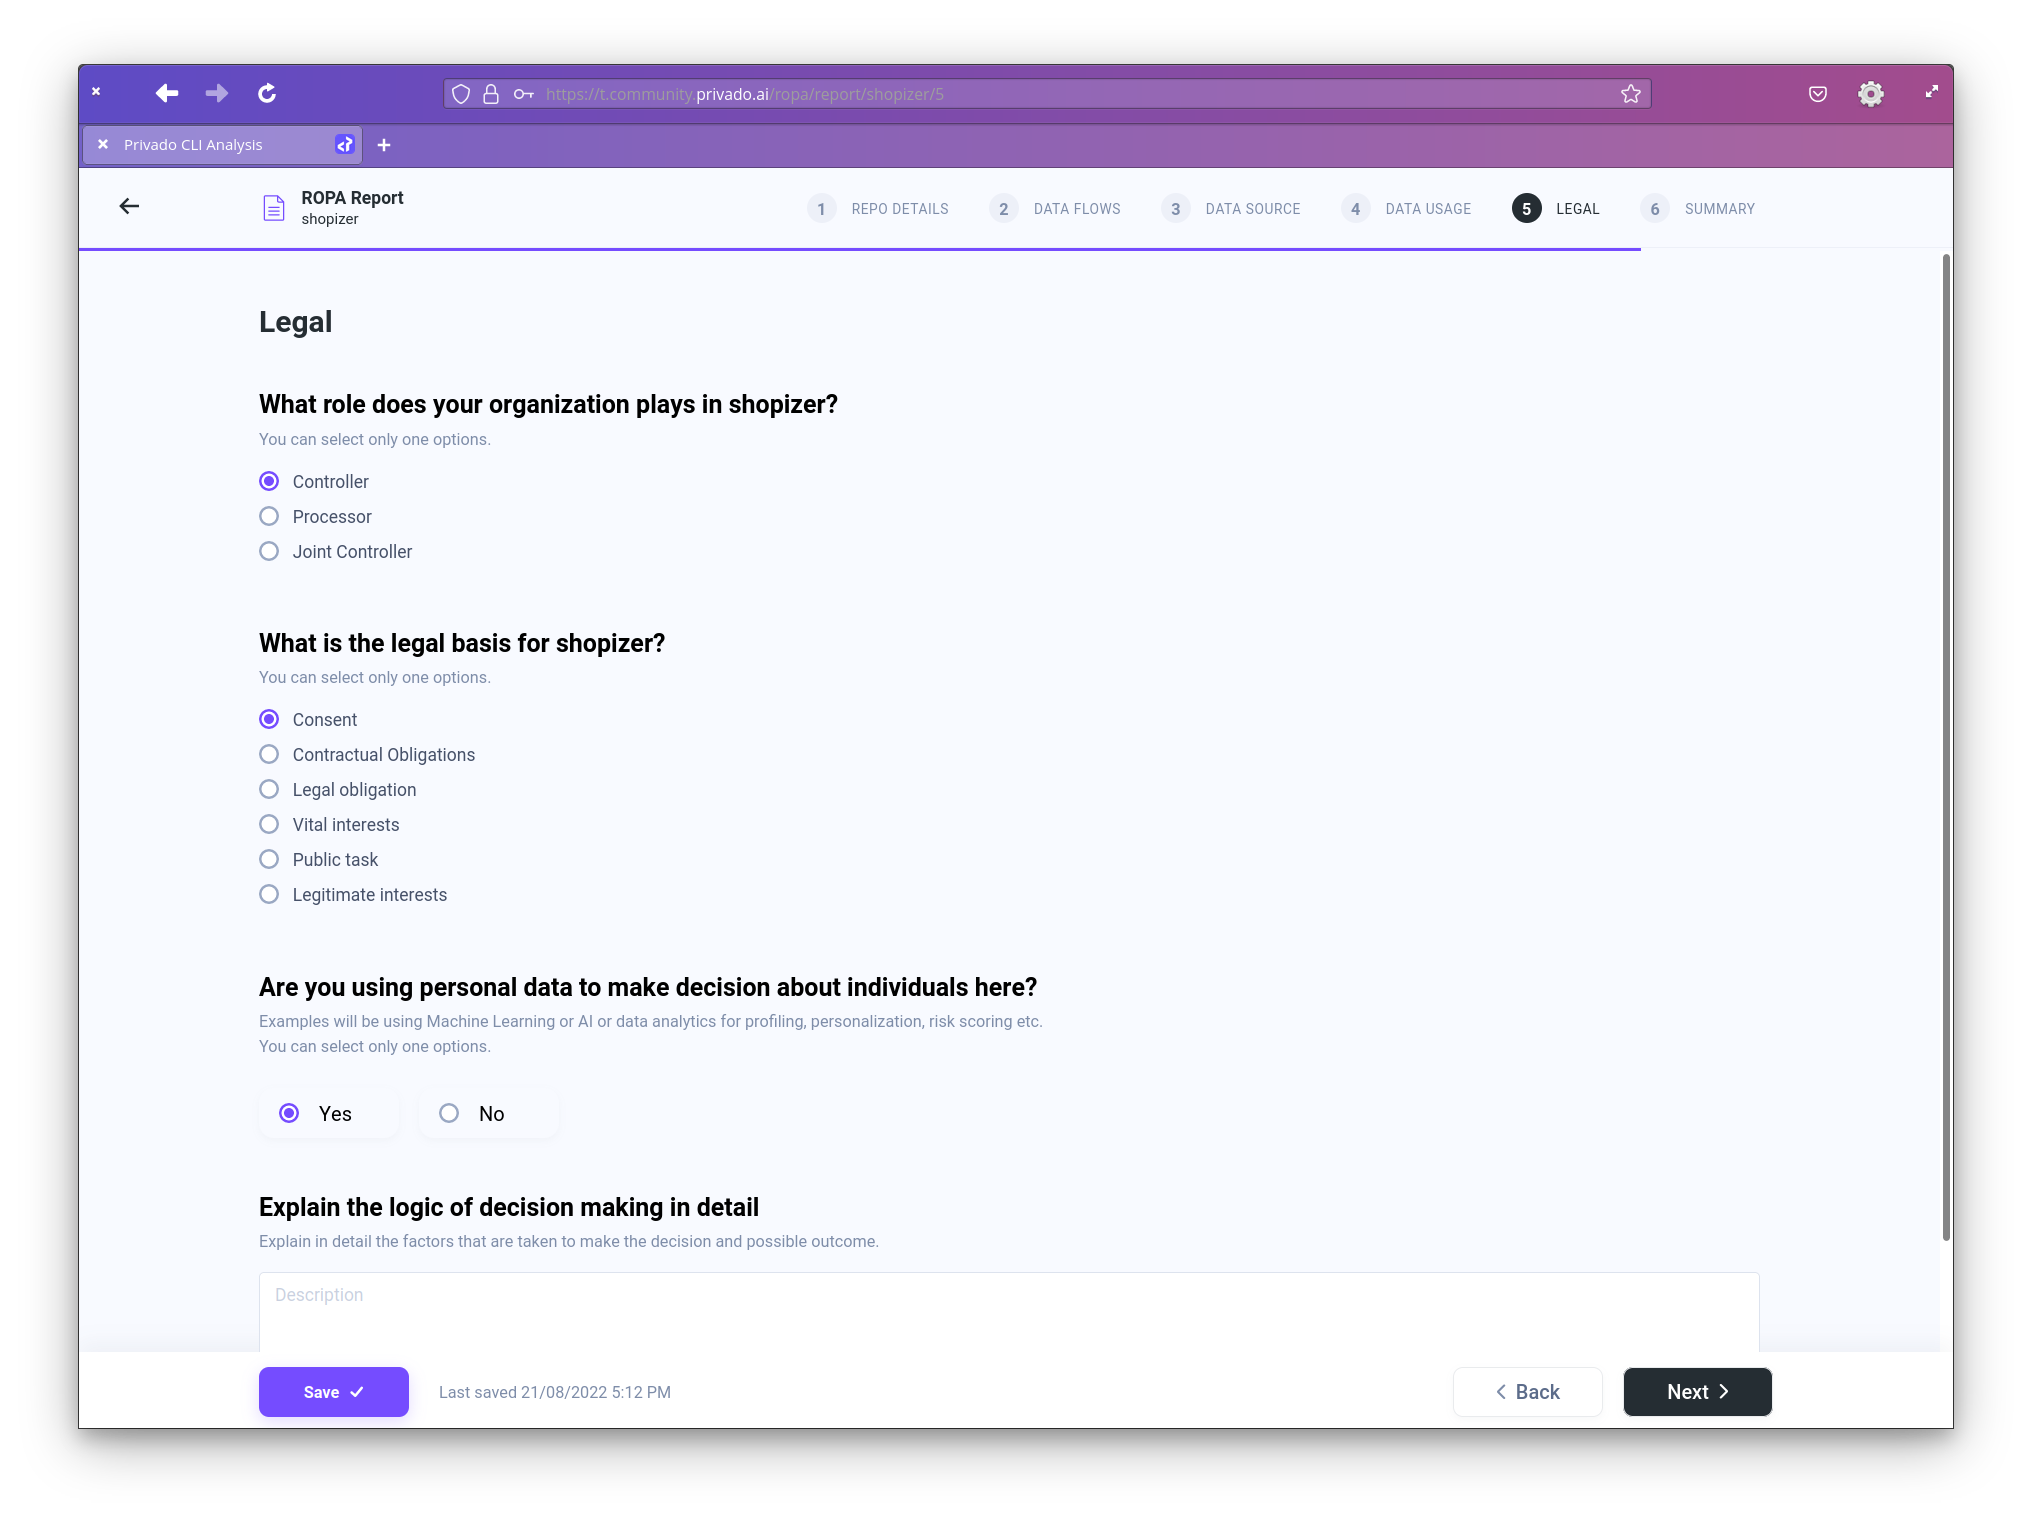 https://t.community.privado.ai/ropa/report/shopizer/5
Privado CLI Analysis
ROPA Report
shopizer
1 REPO DETAILS 2 DATA FLOWS 3 DATA SOURCE 4 DATA USAGE 5 LEGAL 6 SUMMARY
Legal
What role does your organization plays in shopizer?
You can select only one options.
Controller
Processor
Joint Controller
What is the legal basis for shopizer?
You can select only one options.
Consent
Contractual Obligations
Legal obligation
Vital interests
Public task
Legitimate interests
Are you using personal data to make decision about individuals here?
Examples will be using Machine Learning or AI or data analytics for profiling, personalization, risk scoring etc.
You can select only one options.
Yes No
Explain the logic of decision making in detail
Explain in detail the factors that are taken to make the decision and possible outcome.
Description
Save Last saved 21/08/2022 5:12 PM Back Next